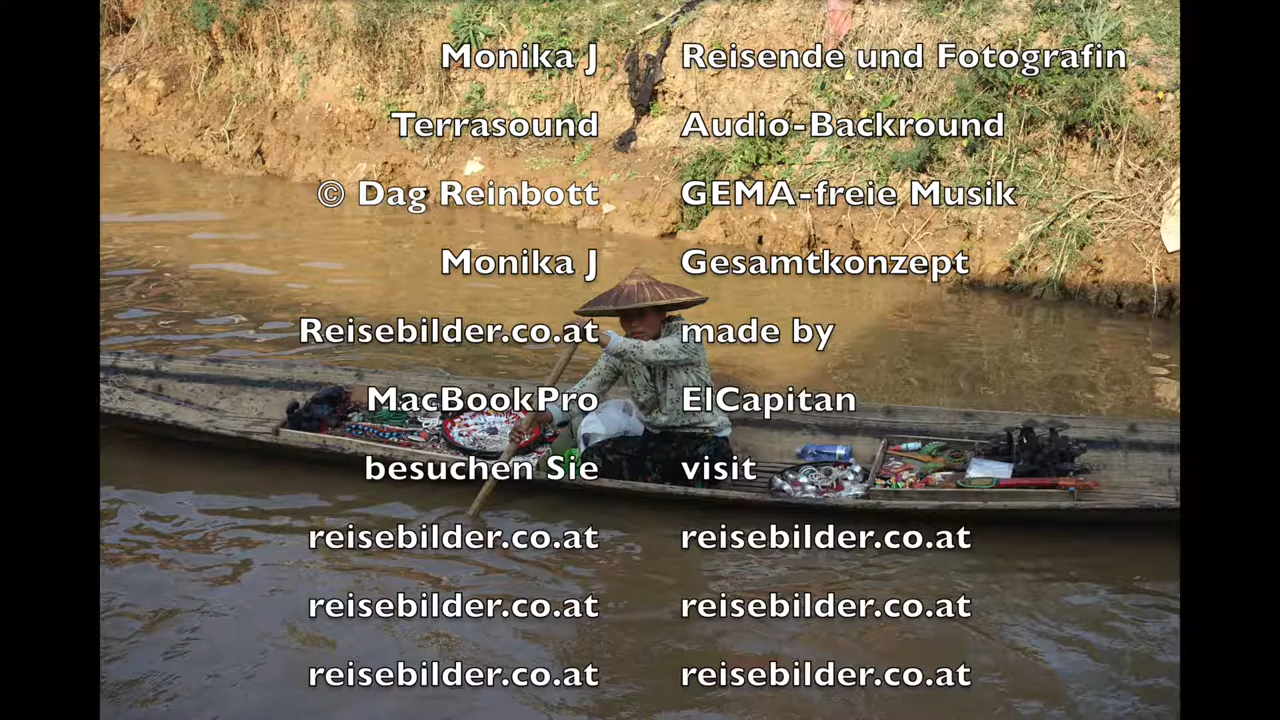 Monika J Reisende und Fotografin
Terrasound Audio-Backround
© Dag Reinbott GEMA-freie Musik
Monika J Gesamtkonzept
Reisebilder.co.at made by
MacBookPro ElCapitan
besuchen Sie visit
reisebilder.co.at reisebilder.co.at
reisebilder.co.at reisebilder.co.at
reisebilder.co.at reisebilder.co.at